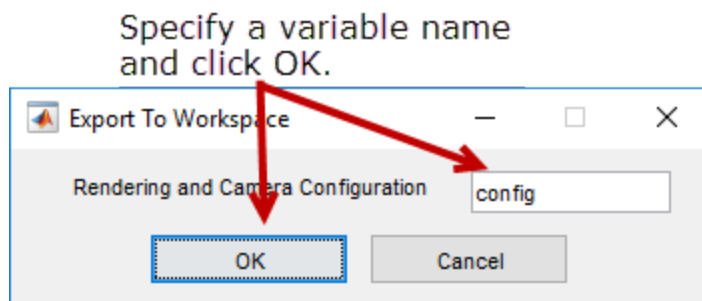 Specify a variable name
and click OK.
Export To Workspace
Rendering and Camera Configuration
config
OK
Cancel